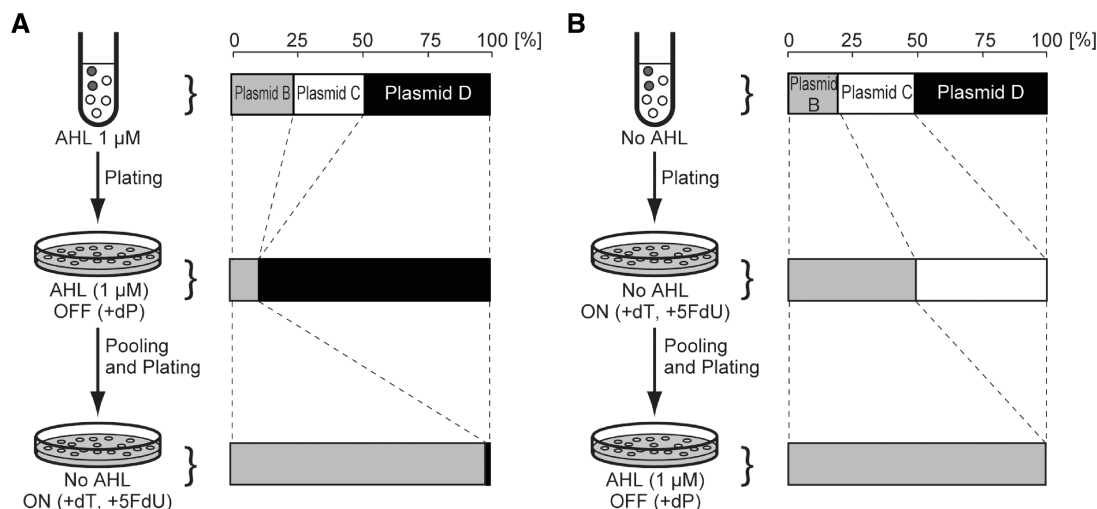 A
0 25 50 75 100 [%]
Plasmid B Plasmid C Plasmid D
AHL 1 µM
Plating
AHL (1 µM)
OFF (+dP)
Pooling
and Plating
No AHL
ON (+dT, +5FdU)
B
0 25 50 75 100 [%]
Plasmid
B
Plasmid C Plasmid D
No AHL
Plating
No AHL
ON (+dT, +5FdU)
Pooling
and Plating
AHL (1 µM)
OFF (+dP)